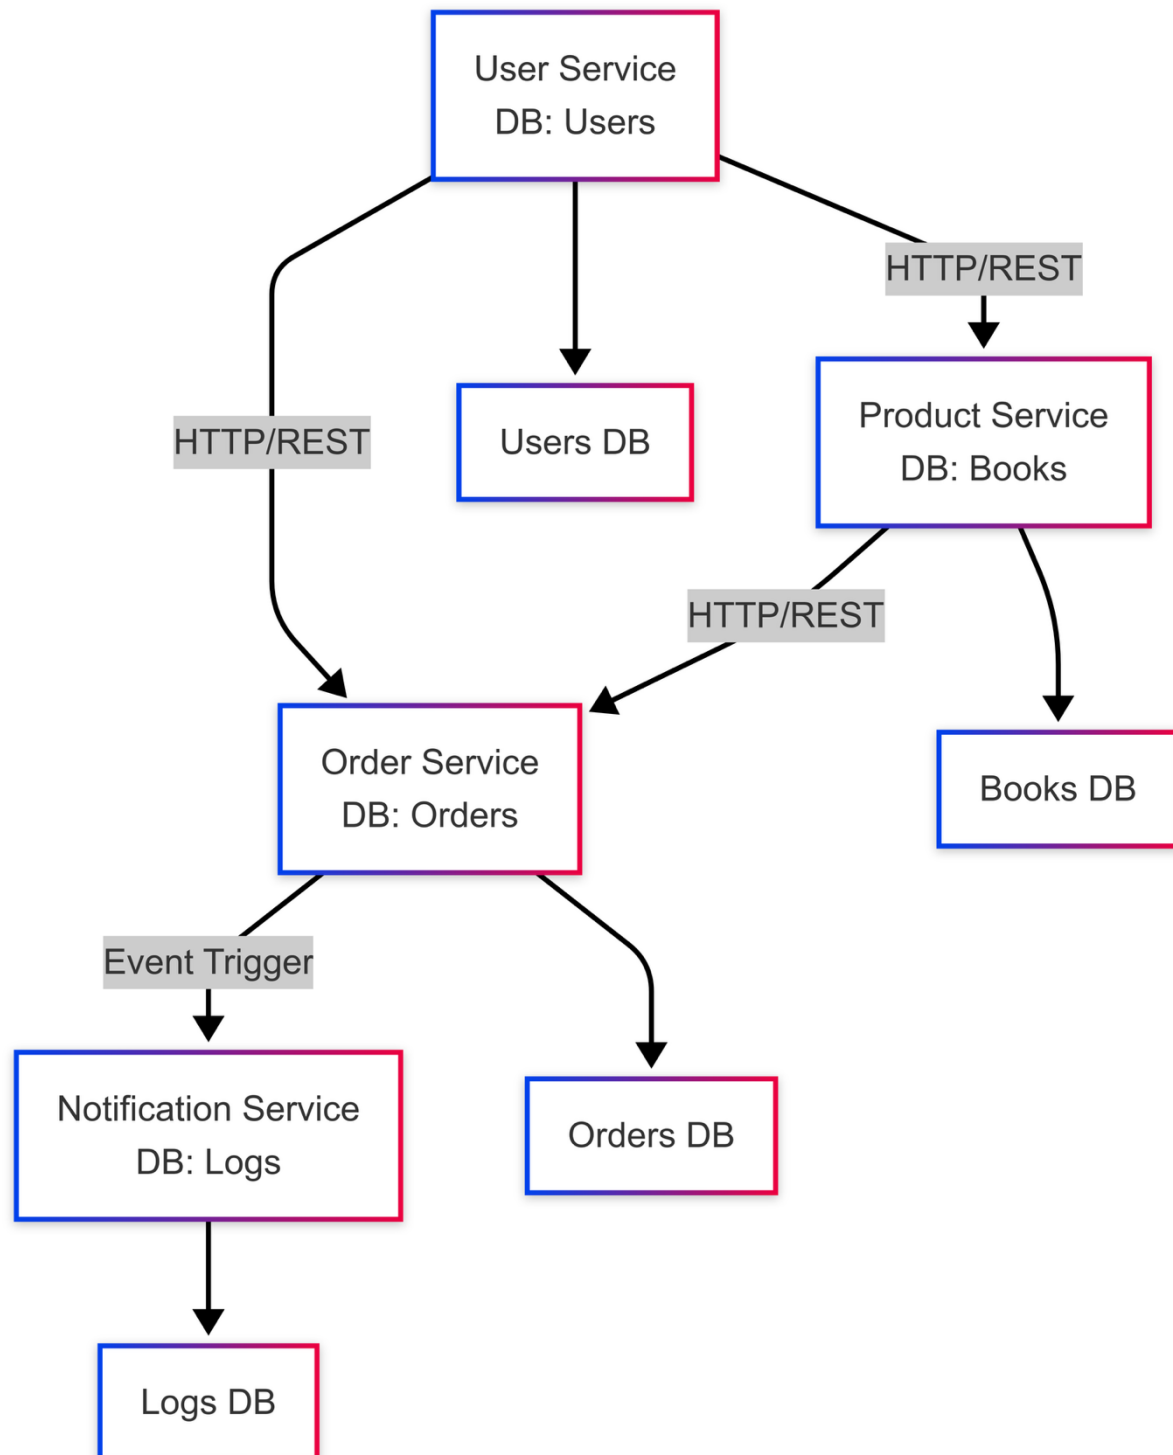 User Service
DB: Users
HTTP/REST
HTTP/REST
Users DB
Product Service
DB: Books
HTTP/REST
Order Service
DB: Orders
Books DB
Event Trigger
Notification Service
DB: Logs
Orders DB
Logs DB